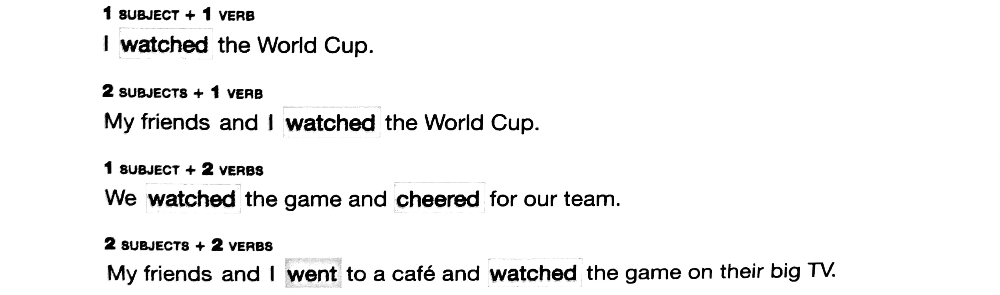 1 SUBJECT + 1 VERB
I watched the World Cup.
2 SUBJECTS + 1 VERB
My friends and I watched the World Cup.
1 SUBJECT + 2 VERBS
We watched the game and cheered for our team.
2 SUBJECTS + 2 VERBS
My friends and I went to a café and watched the game on their big TV.